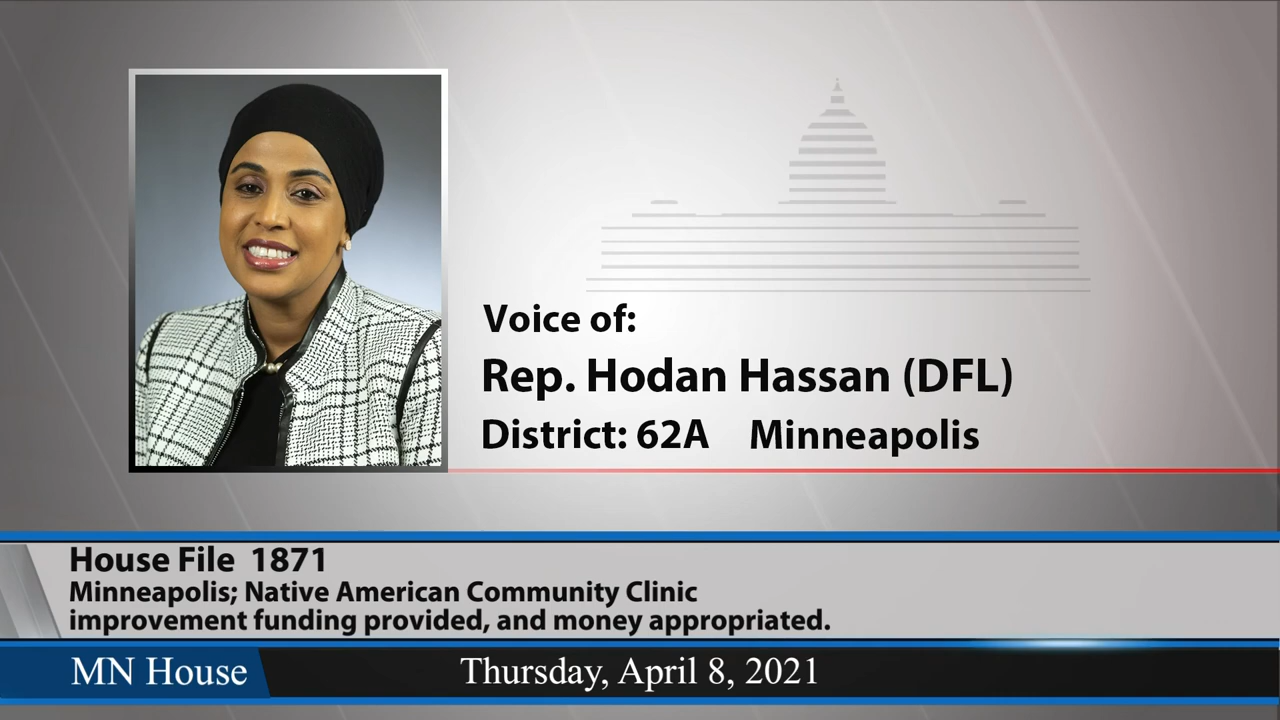 Voice of:
Rep. Hodan Hassan (DFL)
District: 62A Minneapolis
House File 1871
Minneapolis; Native American Community Clinic
improvement funding provided, and money appropriated.
MN House Thursday, April 8, 2021